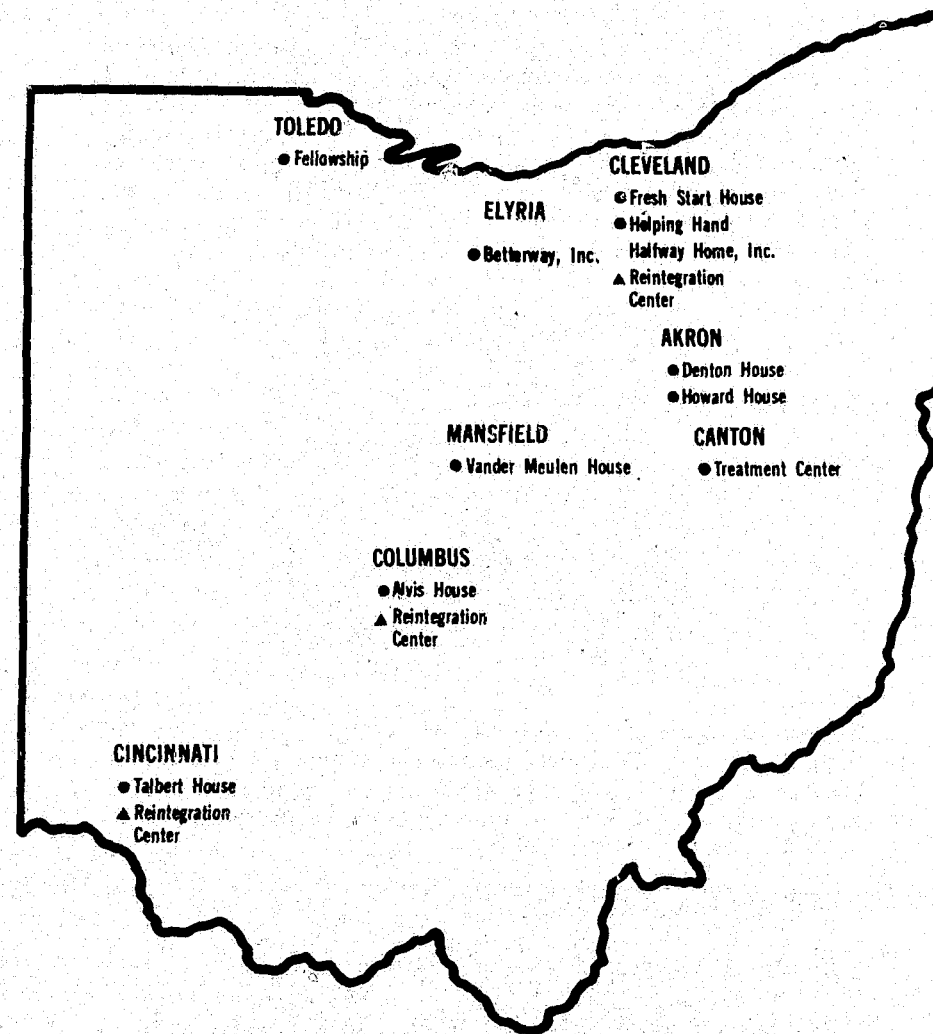 TOLEDO
● Fellowship
CLEVELAND
● Fresh Start House
● Helping Hand
Halfway Home, Inc.
▲ Reintegration
Center
ELYRIA
● Betterway, Inc.
AKRON
● Denton House
● Howard House
MANSFIELD
● Vander Meulen House
CANTON
● Treatment Center
COLUMBUS
● Alvis House
▲ Reintegration
Center
CINCINNATI
● Talbert House
▲ Reintegration
Center